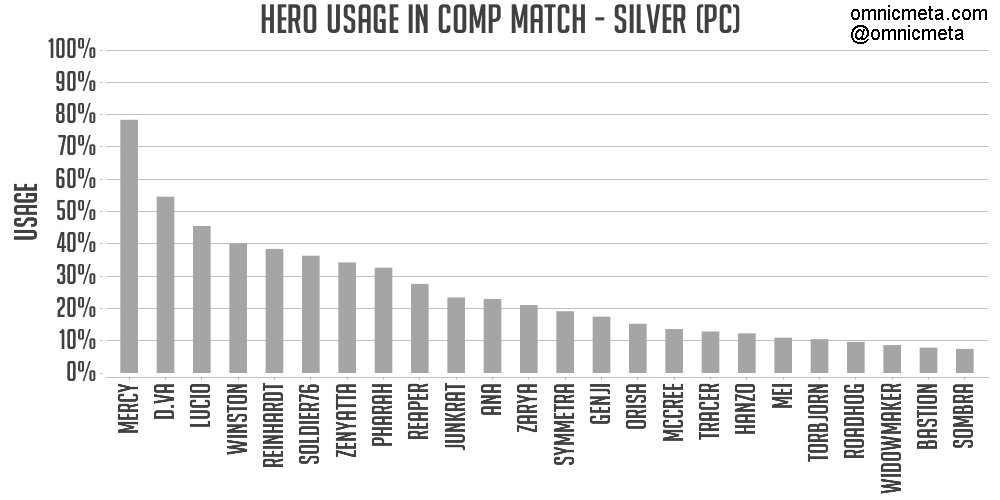 HERO USAGE IN COMP MATCH - SILVER (PC)
omnicmeta.com
@omnicmeta
100%
90%
80%
70%
60%
50%
40%
30%
20%
10%
0%
USAGE
MERCY
D.VA
LUCIO
WINSTON
REINHARDT
SOLDIER76
ZENYATTA
PHARAH
REAPER
JUNKRAT
ANA
ZARYA
SYMMETRA
GENJI
ORISA
MCCREE
TRACER
HANZO
MEI
TORBJORN
ROADHOG
WIDOWMAKER
BASTION
SOMBRA